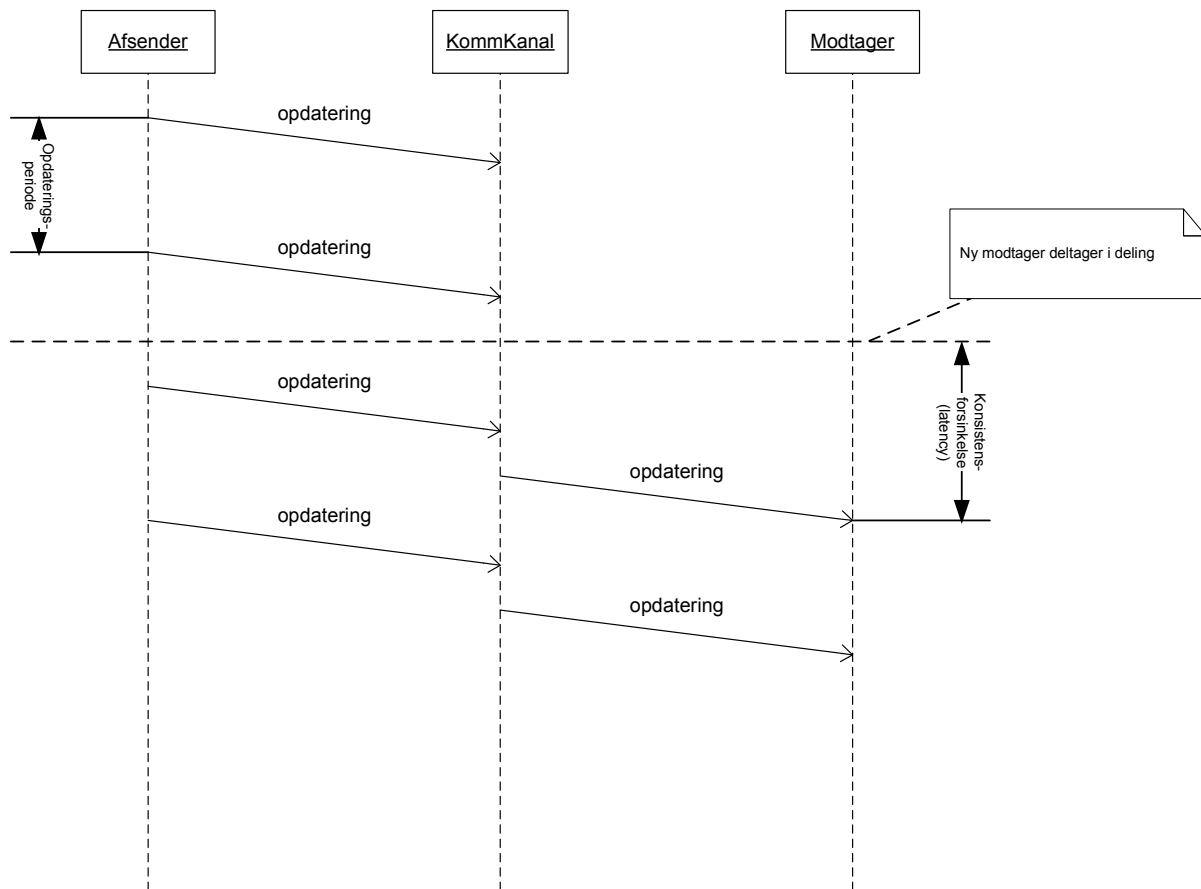 Afsender
KommKanal
Modtager
opdatering
Opdaterings-
periode
opdatering
Ny modtager deltager i deling
opdatering
Konsistens-
forsinkelse
(latency)
opdatering
opdatering
opdatering